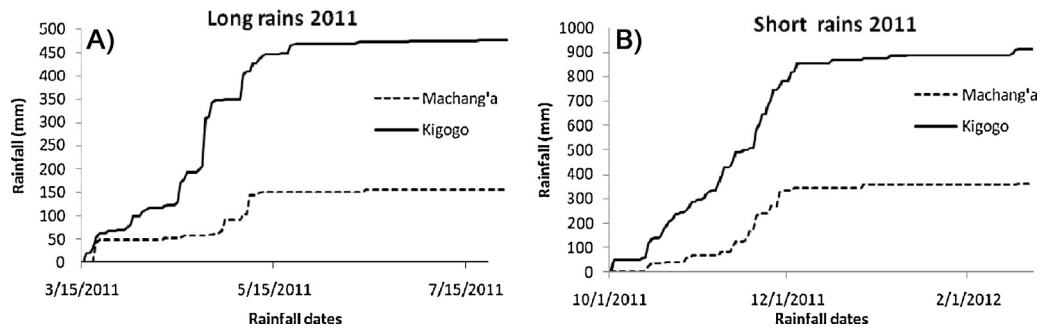 Long rains 2011
A)
500
450
400
350
300
250
200
150
100
50
0
Rainfall (mm)
Machang'a
Kigogo
3/15/2011 5/15/2011 7/15/2011
Rainfall dates
Short rains 2011
B)
1000
900
800
700
600
500
400
300
200
100
0
Rainfall (mm)
Machang'a
Kigogo
10/1/2011 12/1/2011 2/1/2012
Rainfall dates